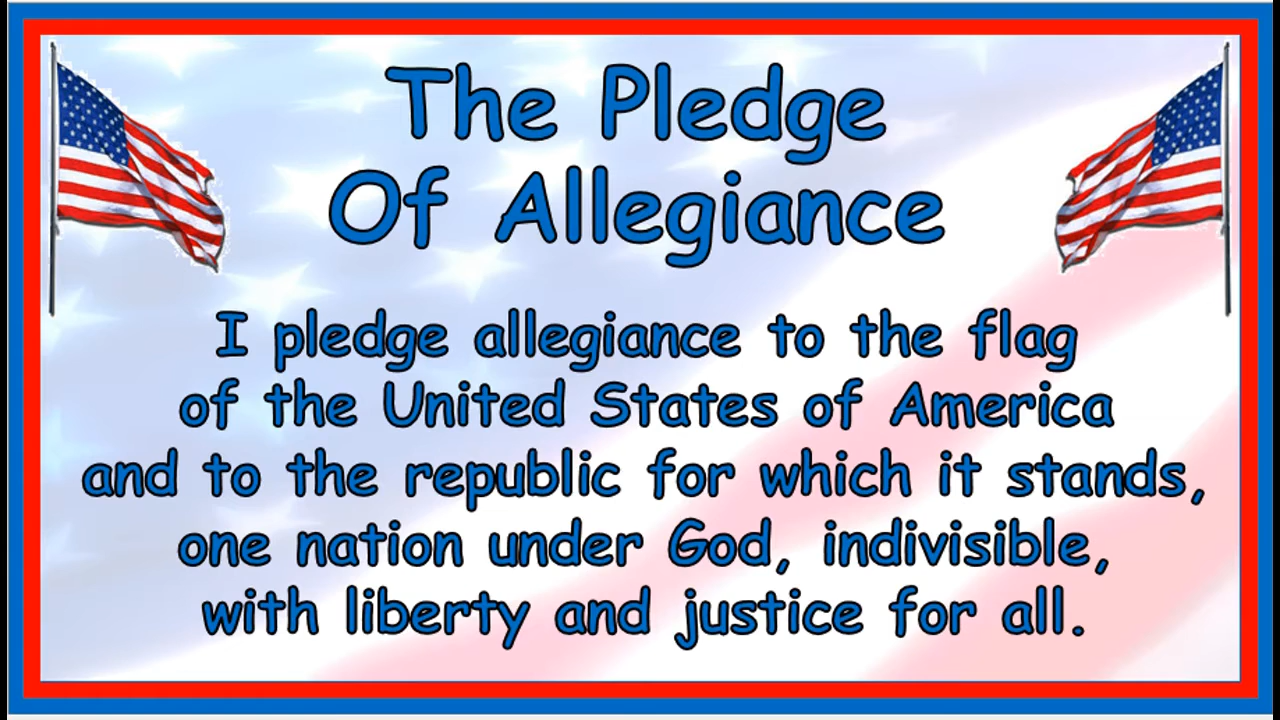 The Pledge
Of Allegiance
I pledge allegiance to the flag
of the United States of America
and to the republic for which it stands,
one nation under God, indivisible,
with liberty and justice for all.